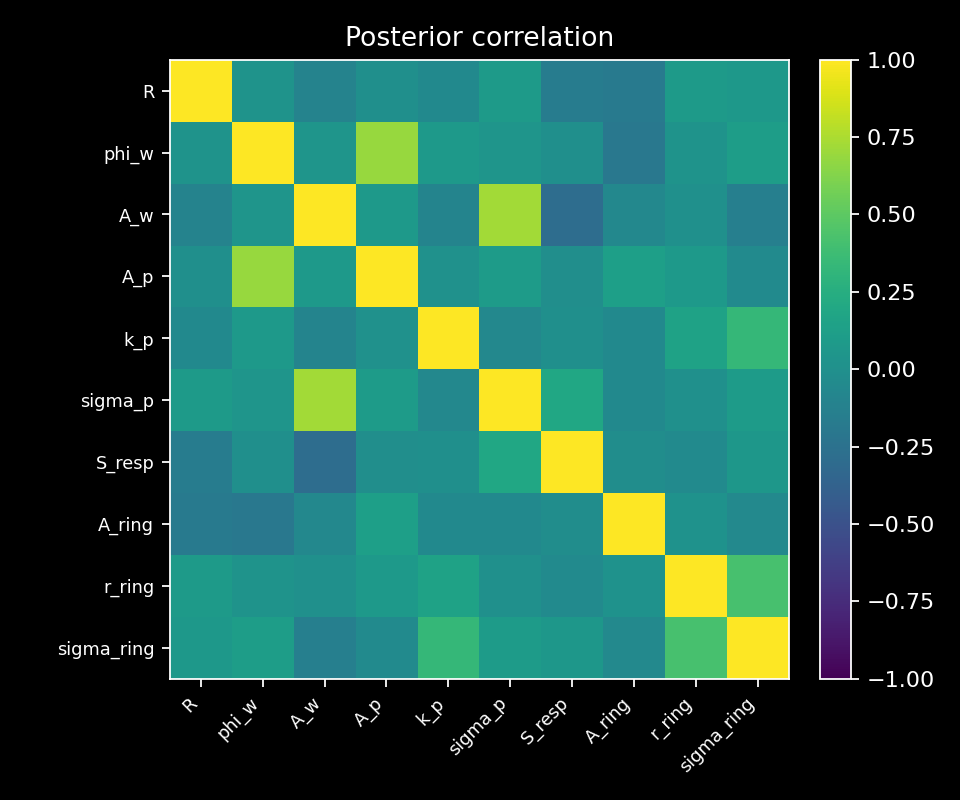 Posterior correlation
R
phi_w
A_w
A_p
k_p
sigma_p
S_resp
A_ring
r_ring
sigma_ring
R
phi_w
A_w
A_p
k_p
sigma_p
S_resp
A_ring
r_ring
sigma_ring
1.00
0.75
0.50
0.25
0.00
−0.25
−0.50
−0.75
−1.00